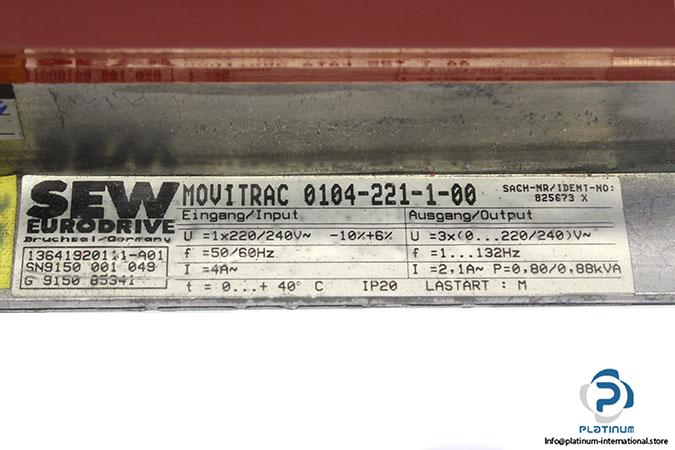 SEW
EURODRIVE
Bruchsal/Germany
13641920111-A01
SN9150 001 049
G 9150 85341
MOVITRAC 0104-221-1-00
SACH-NR/IDENT-NO:
825673 X
Eingang/Input
Ausgang/Output
U =1x220/240V~ -10%+6%
U =3x(0...220/240)V~
f =50/60Hz
f =1...132Hz
I =4A~
I =2,1A~ P=0,80/0,88kVA
t = 0...+ 40° C IP20 LASTART : M
PLATINUM
Info@platinum-international.store